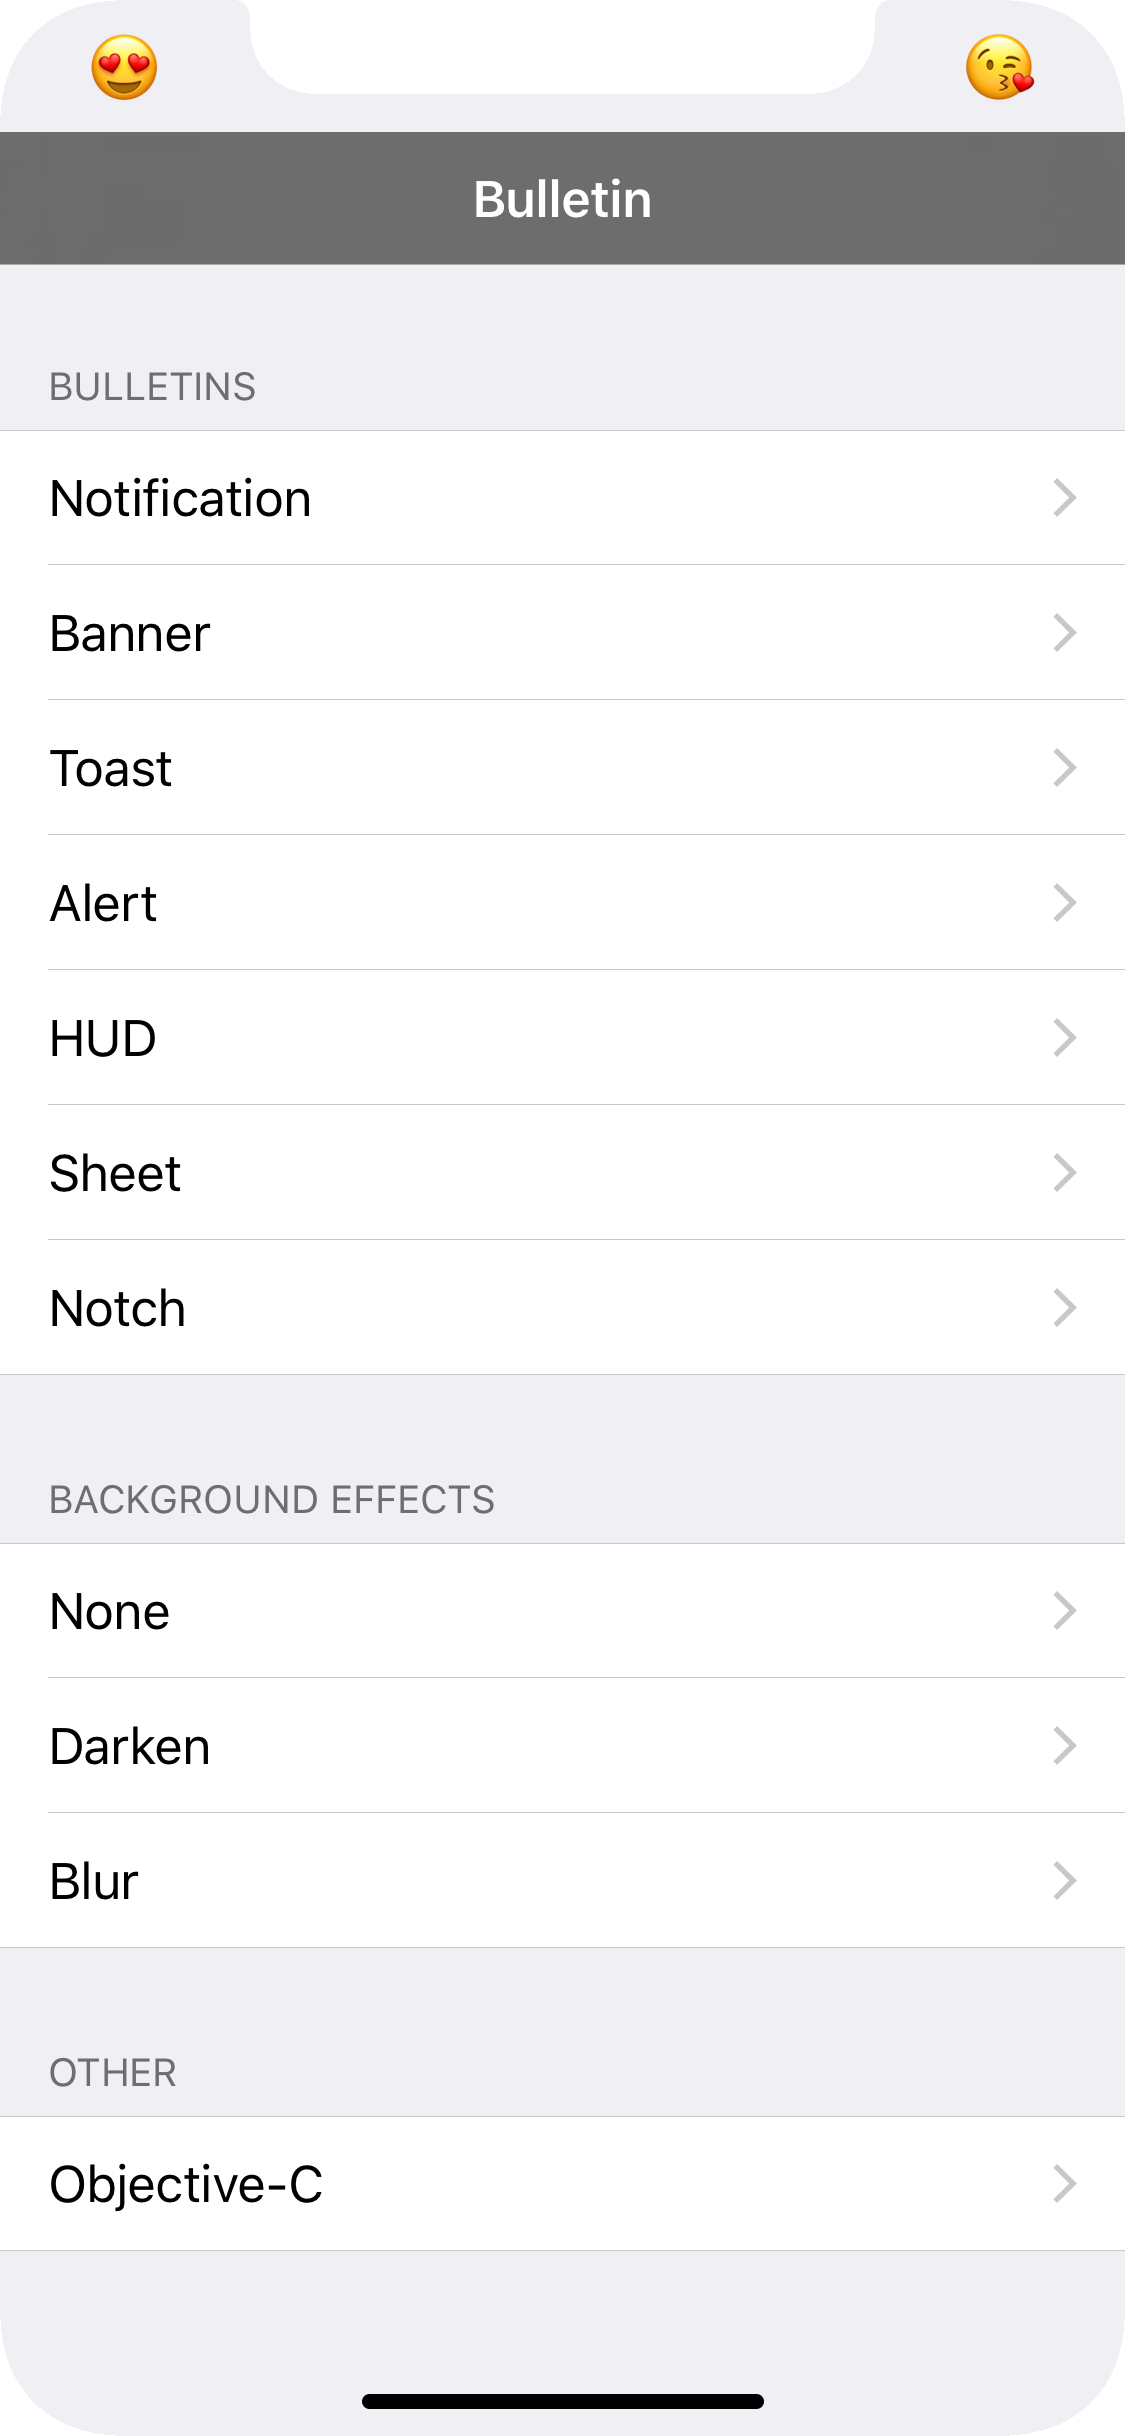 Bulletin
BULLETINS
Notification
Banner
Toast
Alert
HUD
Sheet
Notch
BACKGROUND EFFECTS
None
Darken
Blur
OTHER
Objective-C